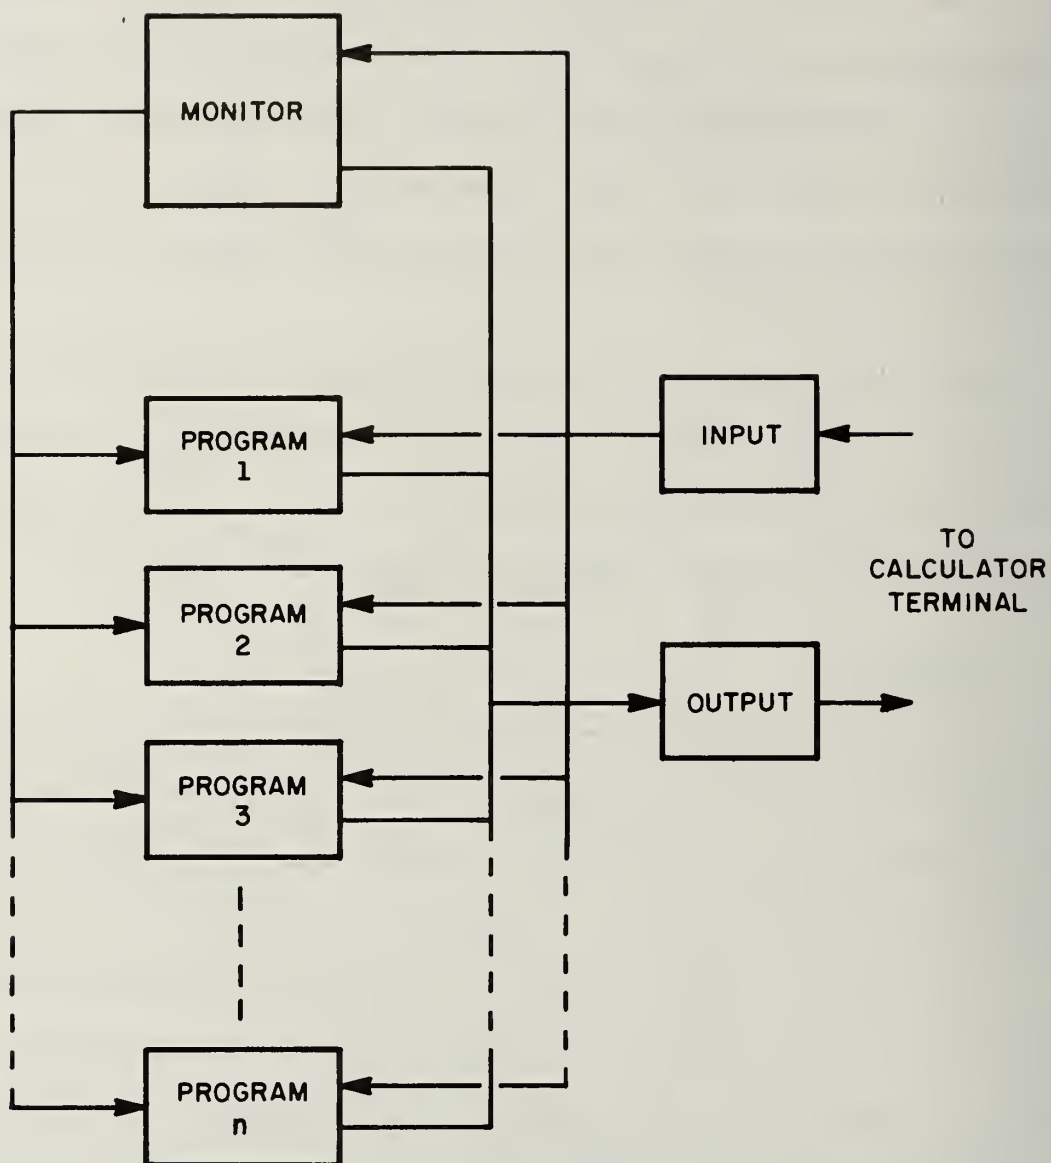 MONITOR
PROGRAM
1
INPUT
PROGRAM
2
TO
CALCULATOR
TERMINAL
OUTPUT
PROGRAM
3
PROGRAM
n